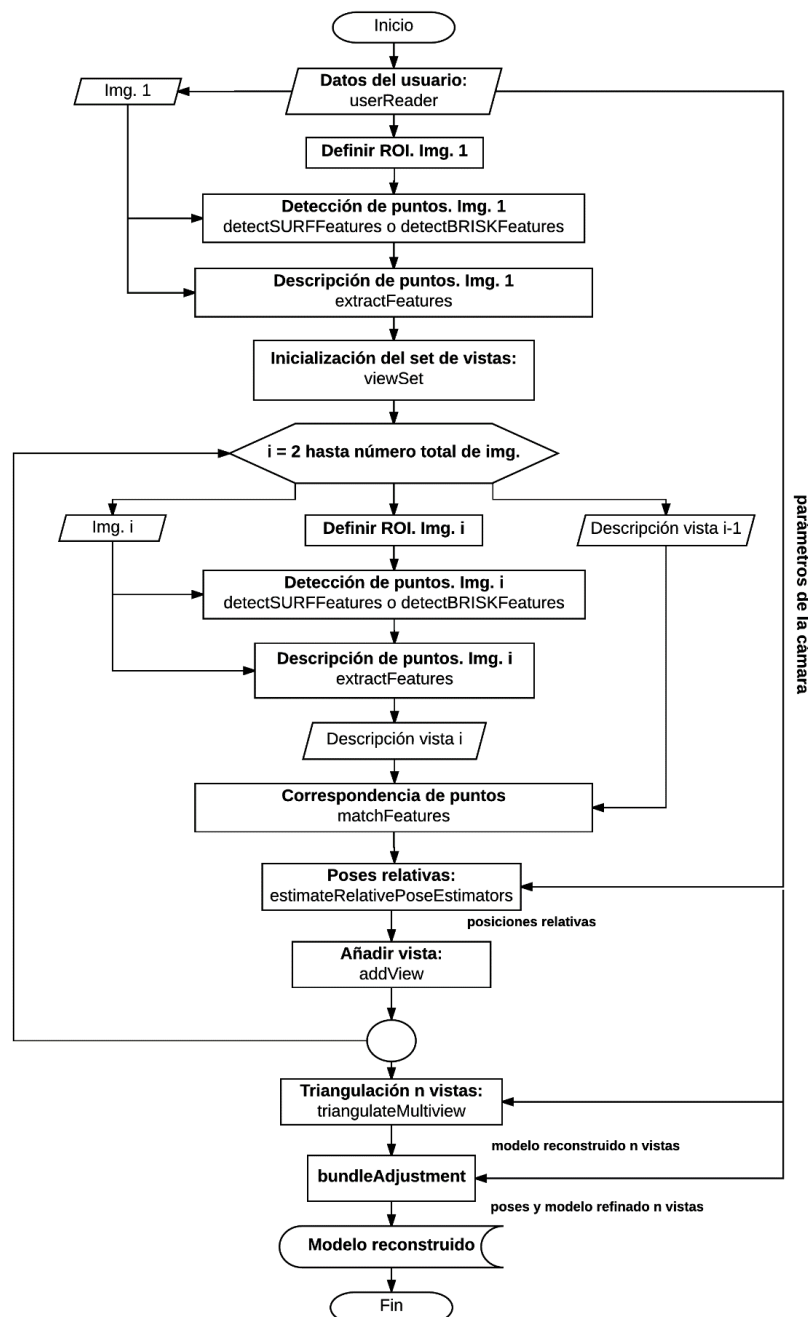 Inicio
Datos del usuario:
userReader
Img. 1
Definir ROI. Img. 1
Detección de puntos. Img. 1
detectSURFFeatures o detectBRISKFeatures
Descripción de puntos. Img. 1
extractFeatures
Inicialización del set de vistas:
viewSet
i = 2 hasta número total de img.
Img. i
Definir ROI. Img. i
Descripción vista i-1
Detección de puntos. Img. i
detectSURFFeatures o detectBRISKFeatures
parámetros de la cámara
Descripción de puntos. Img. i
extractFeatures
Descripción vista i
Correspondencia de puntos
matchFeatures
Poses relativas:
estimateRelativePoseEstimators
posiciones relativas
Añadir vista:
addView
Triangulación n vistas:
triangulateMultiview
modelo reconstruido n vistas
bundleAdjustment
poses y modelo refinado n vistas
Modelo reconstruido
Fin